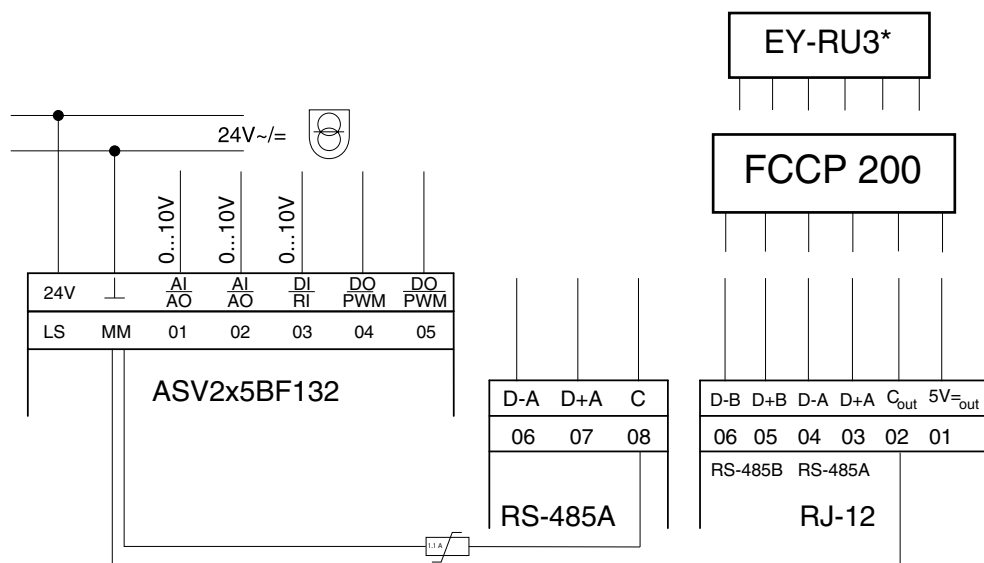 EY-RU3*
24V~/=
FCCP 200
0...10V
0...10V
0...10V
24V
AI
AO
AI
AO
DI
RI
DO
PWM
DO
PWM
LS MM 01 02 03 04 05
ASV2x5BF132
D-A D+A C
06 07 08
RS-485A
D-B D+B D-A D+A Cout 5V=out
06 05 04 03 02 01
RS-485B RS-485A
RJ-12
1.1 A